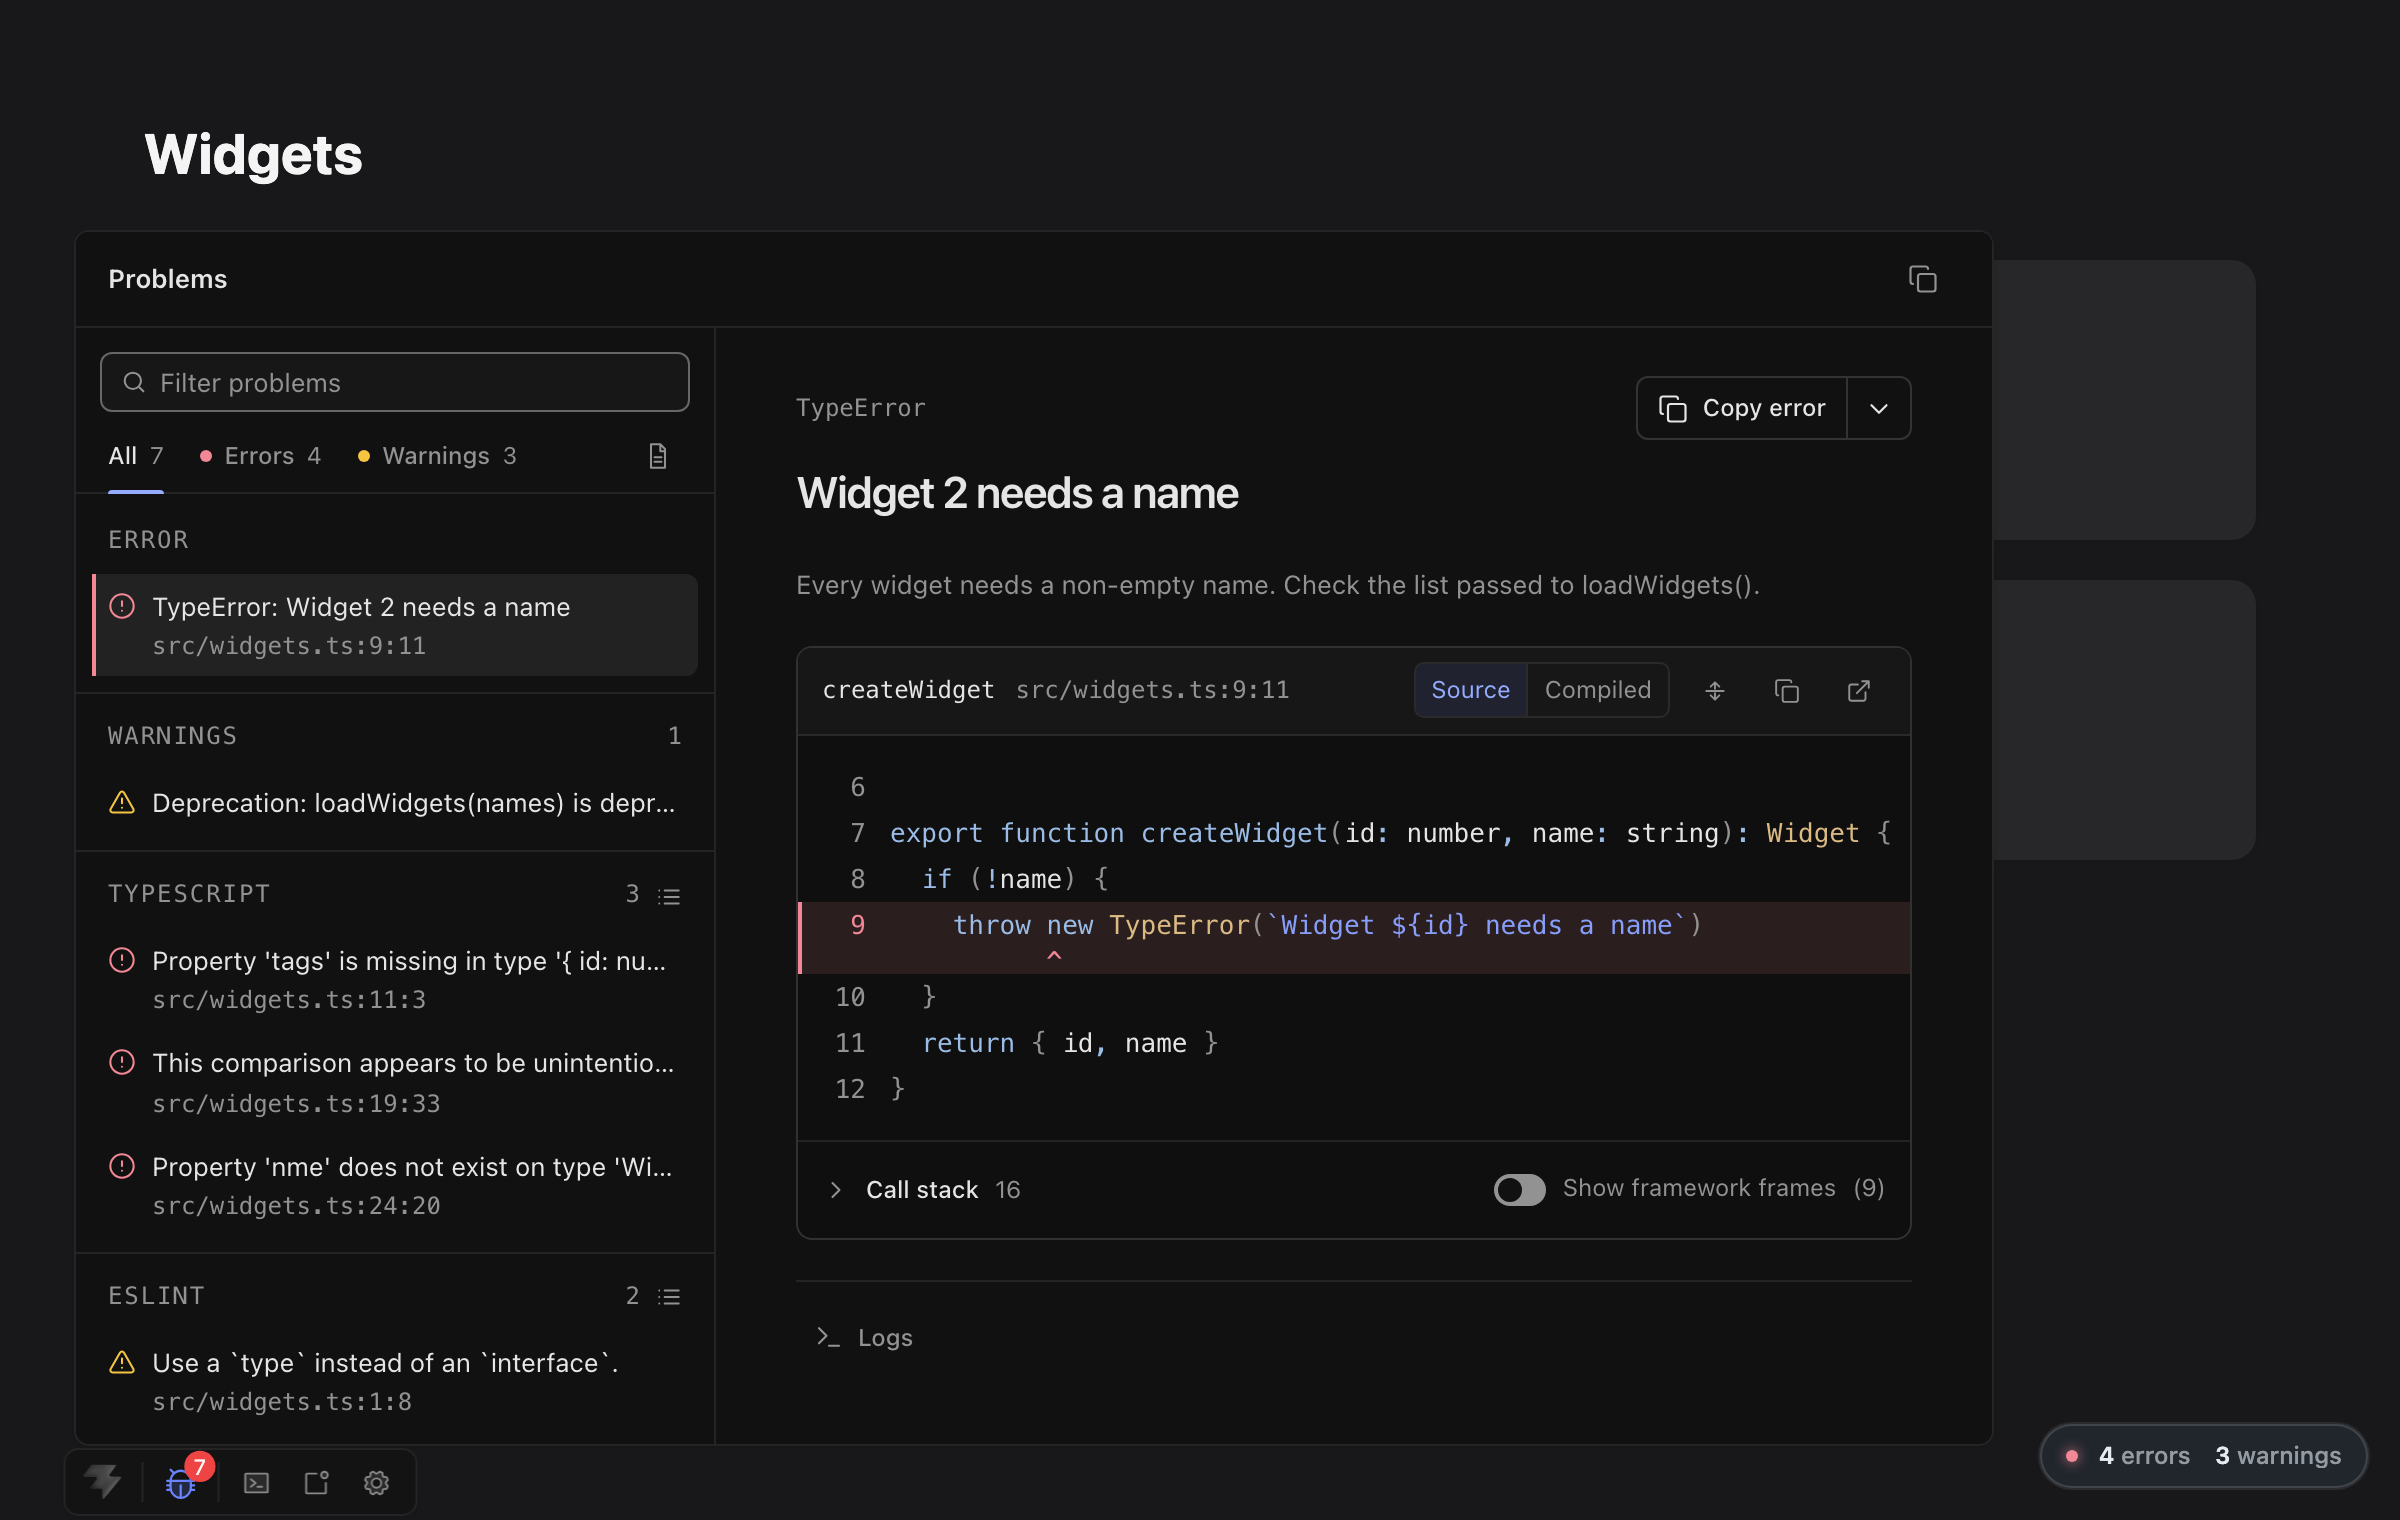 Widgets
Problems
Filter problems
All 7 Errors 4 Warnings 3
ERROR
TypeError: Widget 2 needs a name
src/widgets.ts:9:11
WARNINGS 1
Deprecation: loadWidgets(names) is depr...
TYPESCRIPT 3
Property 'tags' is missing in type '{ id: nu...
src/widgets.ts:11:3
This comparison appears to be unintentio...
src/widgets.ts:19:33
Property 'nme' does not exist on type 'Wi...
src/widgets.ts:24:20
ESLINT 2
Use a `type` instead of an `interface`.
src/widgets.ts:1:8
TypeError
Copy error
Widget 2 needs a name
Every widget needs a non-empty name. Check the list passed to loadWidgets().
createWidget src/widgets.ts:9:11 Source Compiled
6
7 export function createWidget(id: number, name: string): Widget {
8   if (!name) {
9     throw new TypeError(`Widget ${id} needs a name`)
^
10   }
11   return { id, name }
12 }
Call stack 16 Show framework frames (9)
>_ Logs
7
4 errors 3 warnings